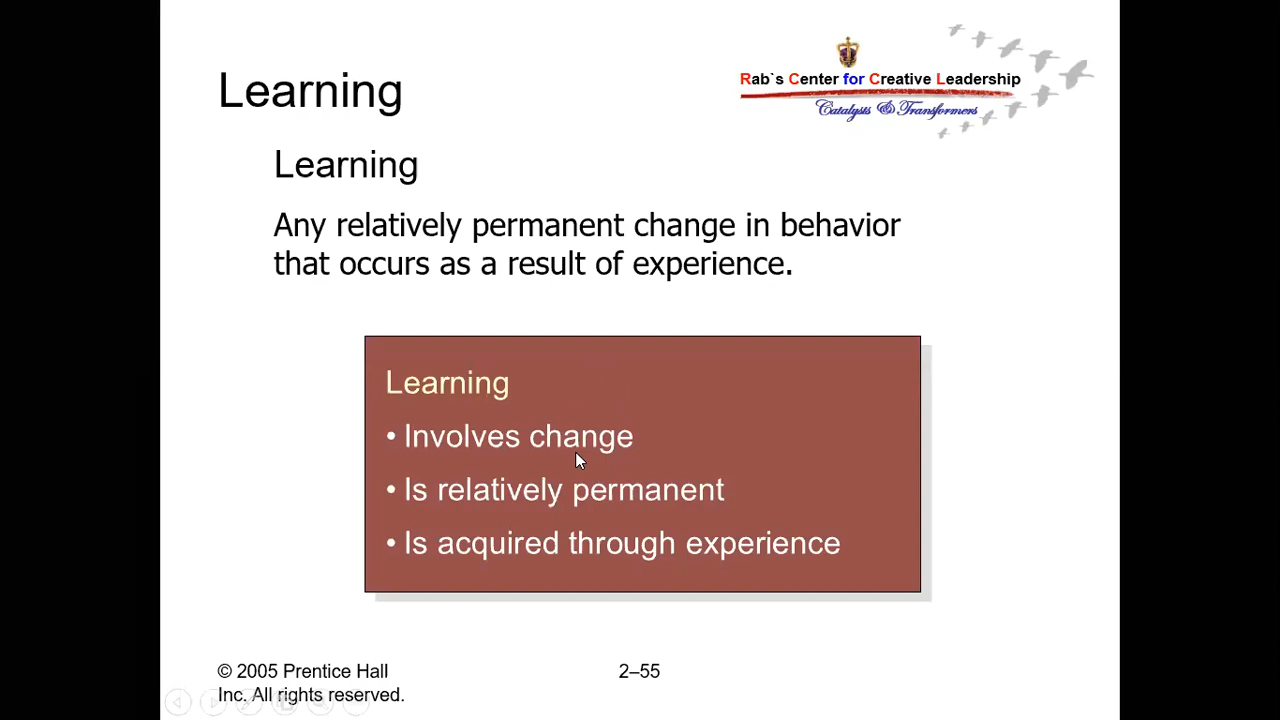 Learning
Rab`s Center for Creative Leadership
Catalysts & Transformers
Learning
Any relatively permanent change in behavior
that occurs as a result of experience.
Learning
• Involves change
• Is relatively permanent
• Is acquired through experience
© 2005 Prentice Hall
Inc. All rights reserved.
2–55